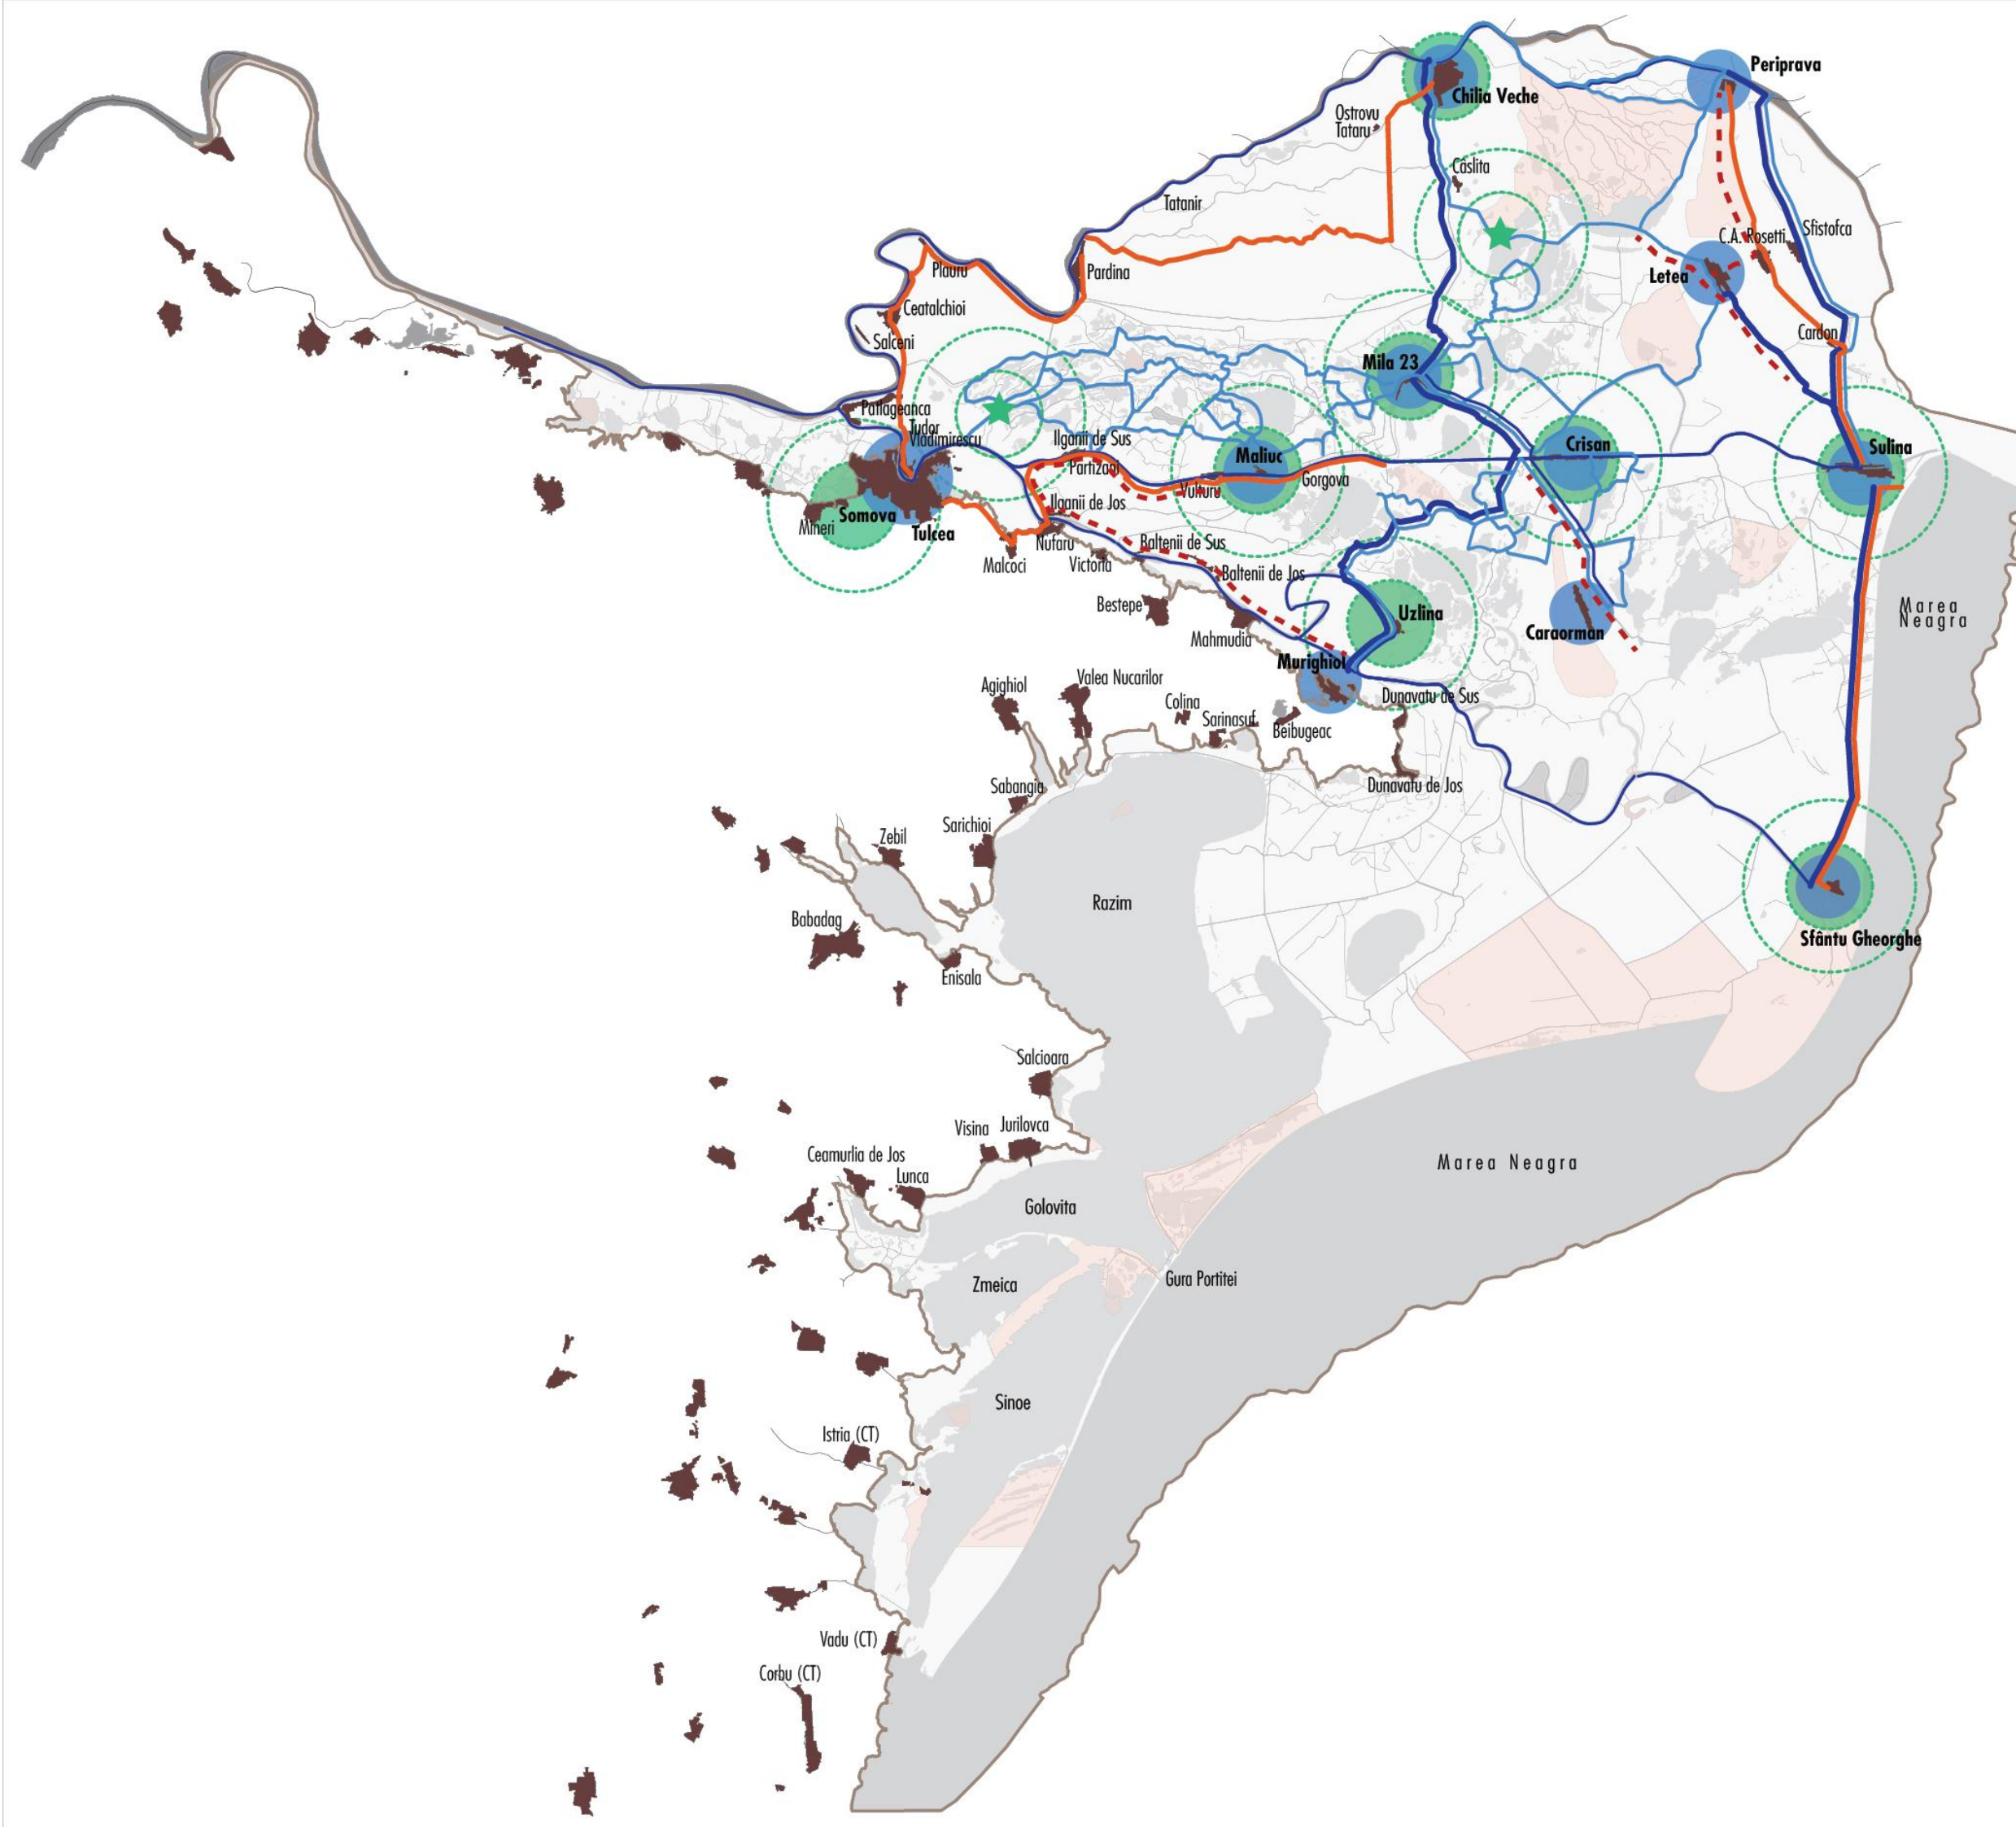 Periprava
Chilia Veche
Ostrovu
Tataru
Câslita
Tatanir
C.A. Rosetti
Sfistofca
Letea
Plauru
Pardina
Ceatalchioi
Salceni
Cardon
Mila 23
Patlageanca
Tudor
Vladimirescu
Ilganii de Sus
Partizani
Maliuc
Crisan
Sulina
Vulturu
Gorgova
Ilganii de Jos
Somova
Mineri
Tulcea
Nufaru
Malcoci
Victoria
Baltenii de Sus
Baltenii de Jos
Bestepe
Mahmudia
Uzlina
Caraorman
Marea
Neagra
Murighiol
Agighiol
Valea Nucarilor
Colina
Sarinasuf
Beibugeac
Dunavatu de Sus
Dunavatu de Jos
Sabangia
Sarichioi
Zebil
Babadag
Razim
Enisala
Sfântu Gheorghe
Salcioara
Visina
Jurilovca
Ceamurlia de Jos
Lunca
Marea Neagra
Golovita
Zmeica
Gura Portitei
Sinoe
Istria (CT)
Vadu (CT)
Corbu (CT)